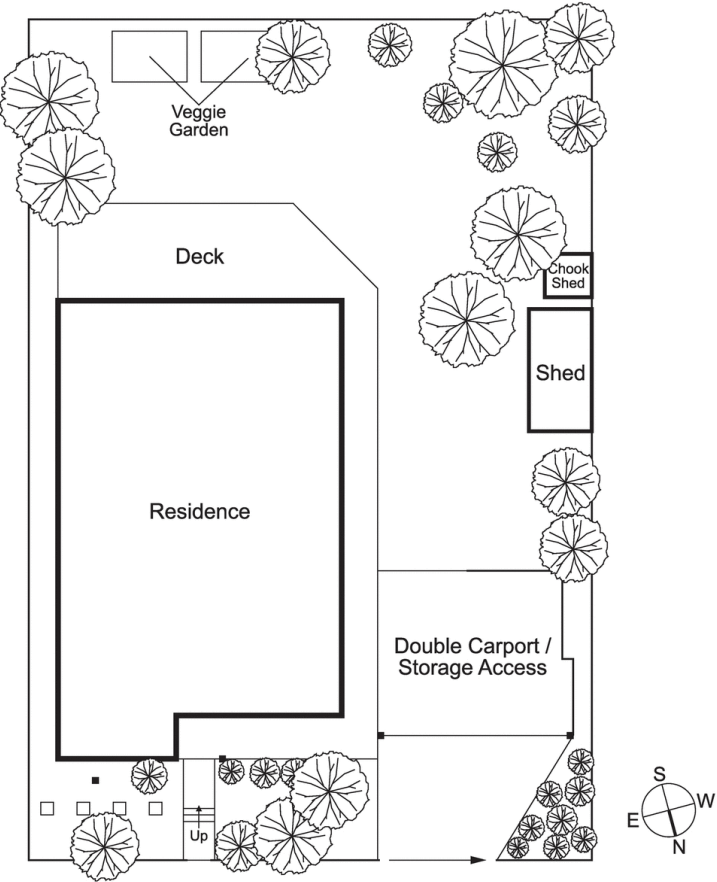 Veggie
Garden
Deck
Chook
Shed
Shed
Residence
Double Carport /
Storage Access
Up
S
W
E
N